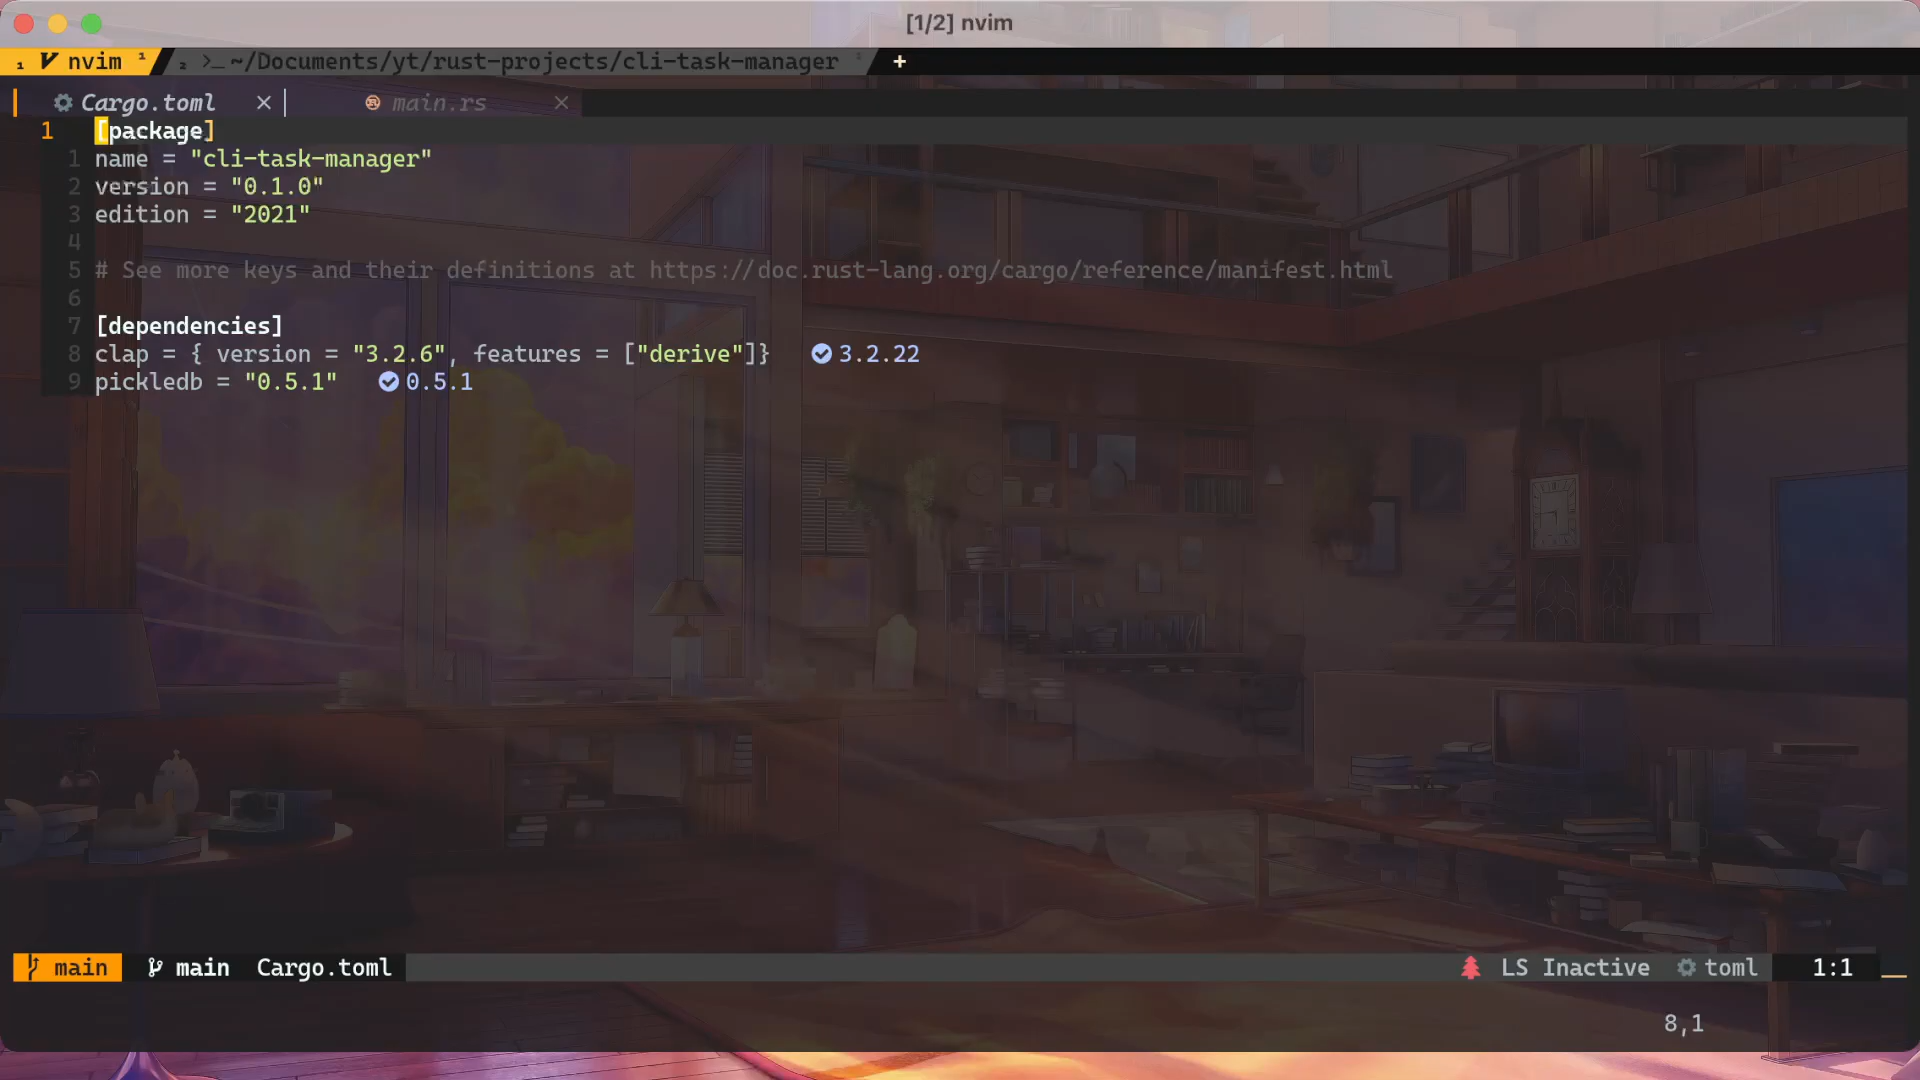 [1/2] nvim
1 nvim 1 2 >_ ~/Documents/yt/rust-projects/cli-task-manager 1 +
Cargo.toml × main.rs ×
1 [package]
1 name = "cli-task-manager"
2 version = "0.1.0"
3 edition = "2021"
4
5 # See more keys and their definitions at https://doc.rust-lang.org/cargo/reference/manifest.html
6
7 [dependencies]
8 clap = { version = "3.2.6", features = ["derive"]} 3.2.22
9 pickledb = "0.5.1" 0.5.1
main main Cargo.toml LS Inactive toml 1:1
8,1